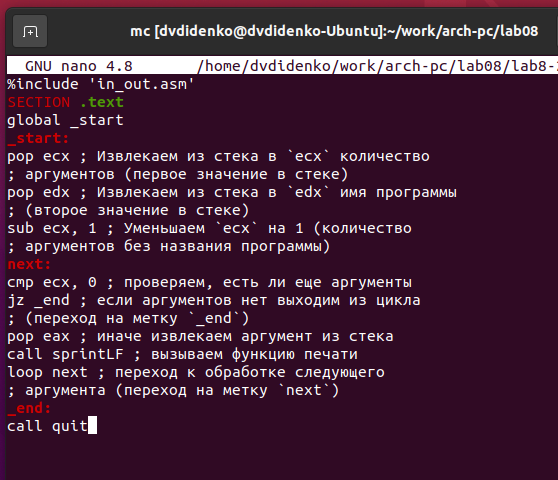 mc [dvdidenko@dvdidenko-Ubuntu]:~/work/arch-pc/lab08
GNU nano 4.8 /home/dvdidenko/work/arch-pc/lab08/lab8-
%include 'in_out.asm'
SECTION .text
global _start
_start:
pop ecx ; Извлекаем из стека в `ecx` количество
; аргументов (первое значение в стеке)
pop edx ; Извлекаем из стека в `edx` имя программы
; (второе значение в стеке)
sub ecx, 1 ; Уменьшаем `ecx` на 1 (количество
; аргументов без названия программы)
next:
cmp ecx, 0 ; проверяем, есть ли еще аргументы
jz _end ; если аргументов нет выходим из цикла
; (переход на метку `_end`)
pop eax ; иначе извлекаем аргумент из стека
call sprintLF ; вызываем функцию печати
loop next ; переход к обработке следующего
; аргумента (переход на метку `next`)
_end:
call quit